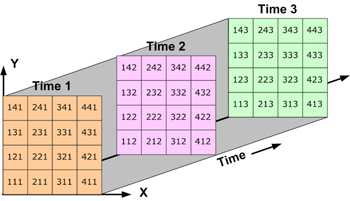 Time 3
143 243 343 443
133 233 333 433
123 223 323 423
113 213 313 413
Time 2
142 242 342 442
132 232 332 432
122 222 322 422
112 212 312 412
Y
Time 1
141 241 341 441
131 231 331 431
121 221 321 421
111 211 311 411
Time
X